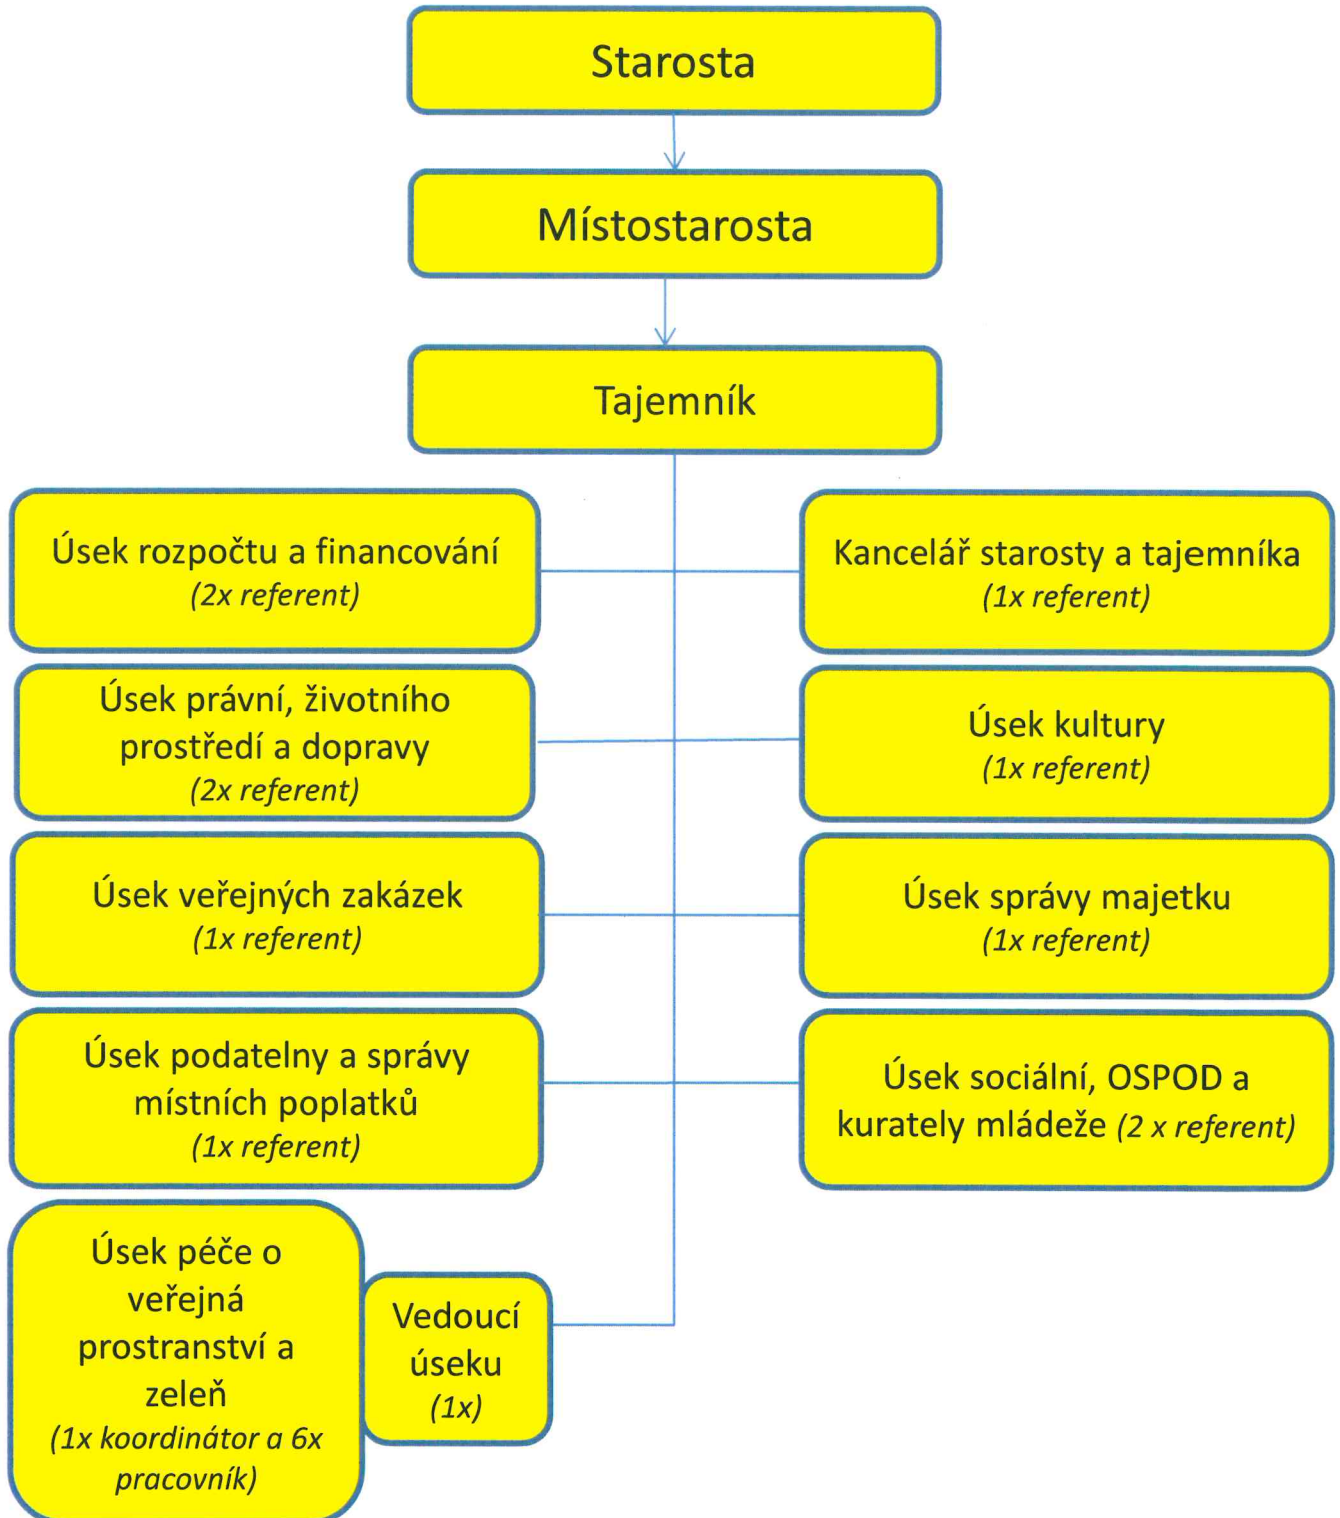 Starosta
Místostarosta
Tajemník
Úsek rozpočtu a financování
(2x referent)
Kancelář starosty a tajemníka
(1x referent)
Úsek právní, životního
prostředí a dopravy
(2x referent)
Úsek kultury
(1x referent)
Úsek veřejných zakázek
(1x referent)
Úsek správy majetku
(1x referent)
Úsek podatelny a správy
místních poplatků
(1x referent)
Úsek sociální, OSPOD a
kurately mládeže (2 x referent)
Úsek péče o
veřejná
prostranství a
zeleň
(1x koordinátor a 6x
pracovník)
Vedoucí
úseku
(1x)